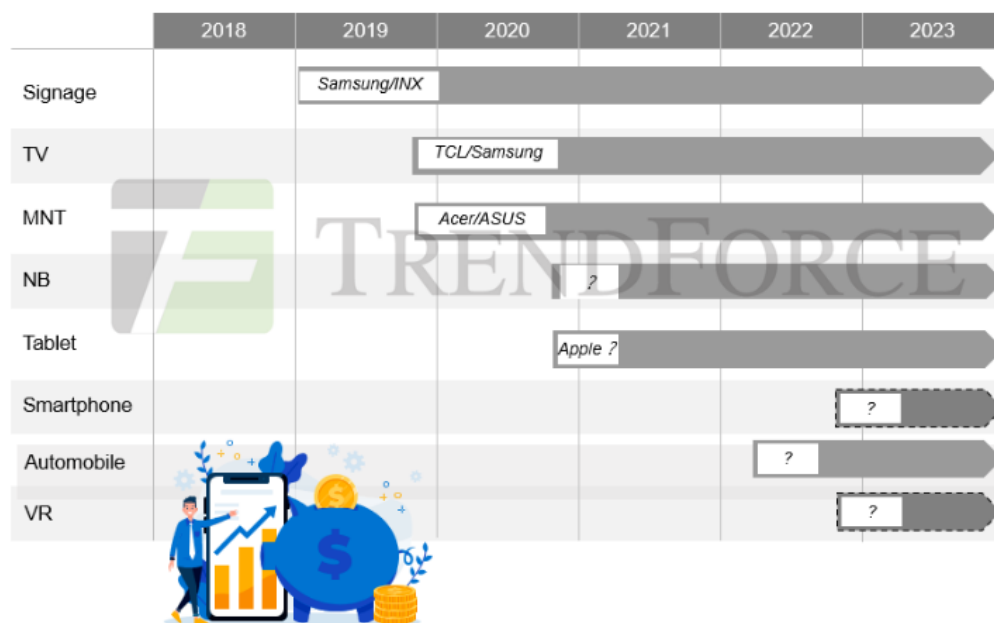 2018 2019 2020 2021 2022 2023
Signage Samsung/INX
TV TCL/Samsung
MNT Acer/ASUS
TRENDFORCE
NB ?
Tablet Apple ?
Smartphone ?
Automobile ?
VR ?
$
$